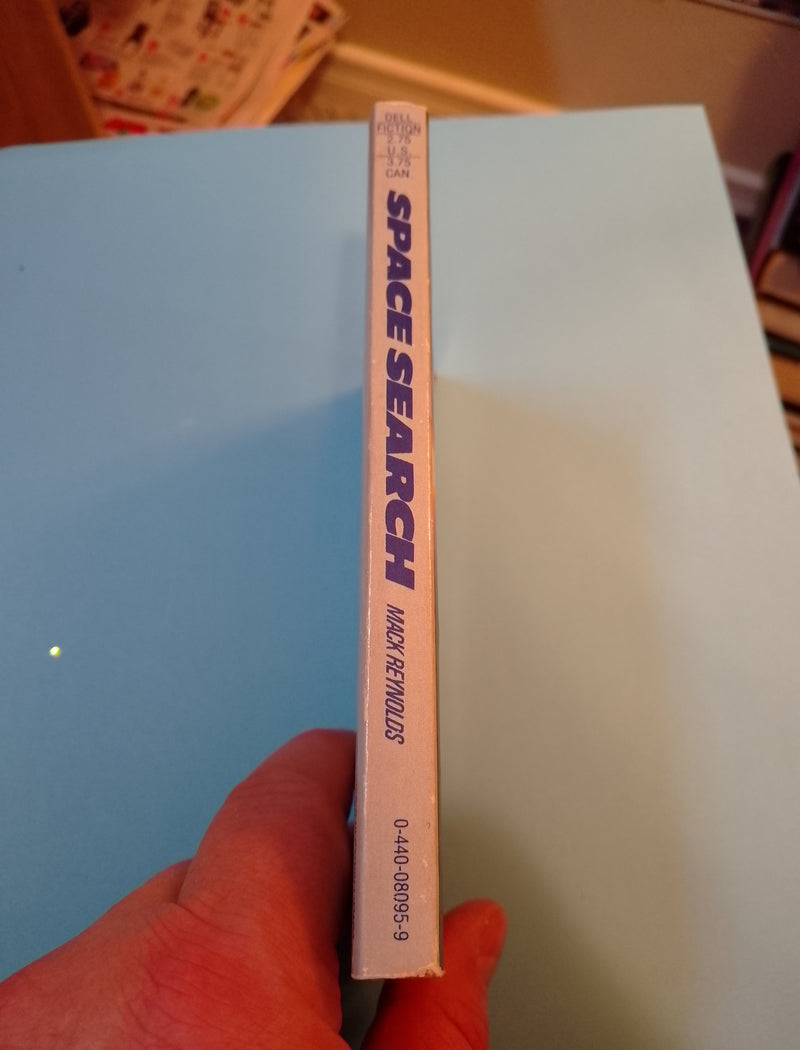 DELL
FICTION
2.75
U.S.
3.75
CAN
SPACE SEARCH
MACK REYNOLDS
0-440-08095-9